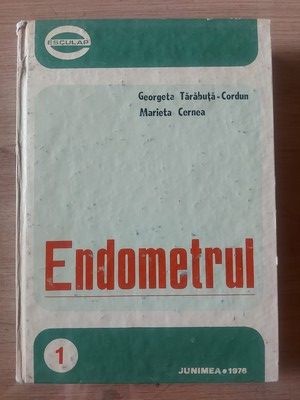 ESCULAP
Georgeta Tărăbuță-Cordun
Marieta Cernea
Endometrul
1
JUNIMEA • 1976